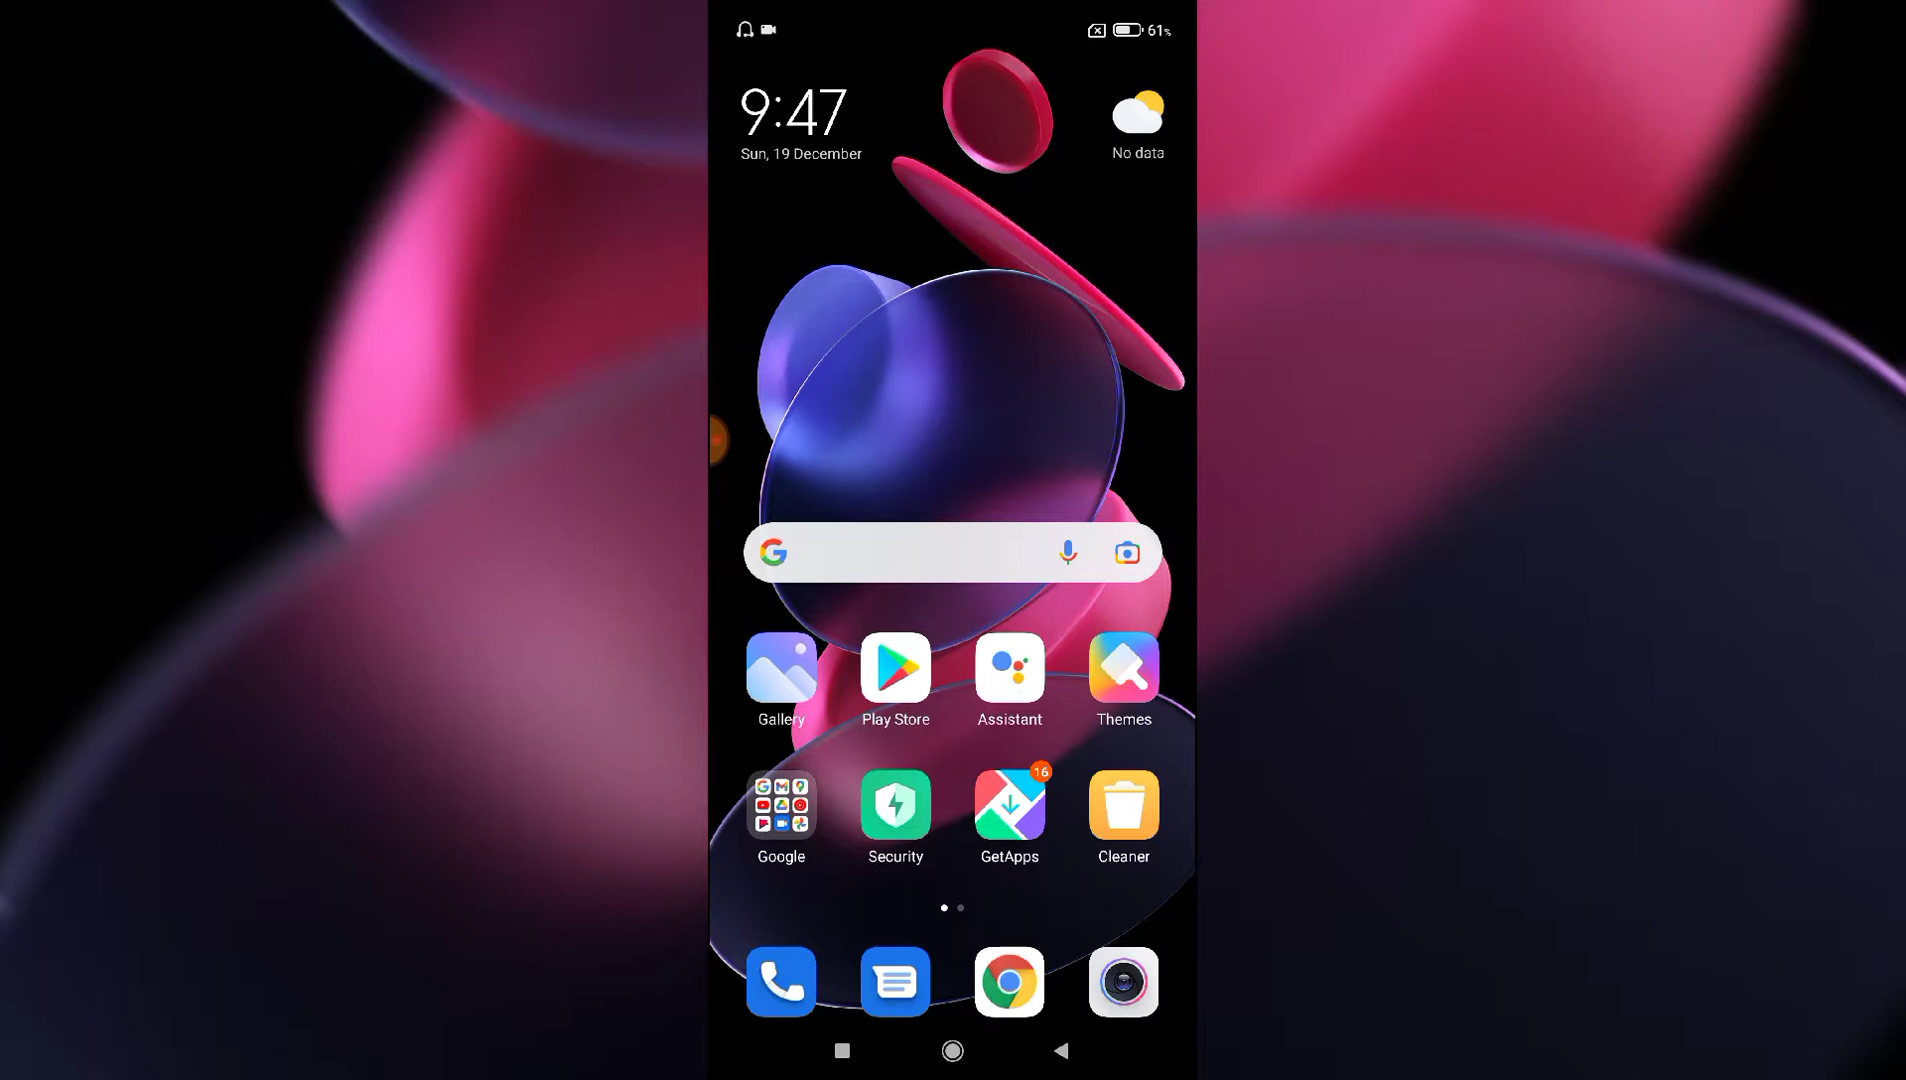 61%
9:47
Sun, 19 December
No data
Gallery
Play Store
Assistant
Themes
16
Google
Security
GetApps
Cleaner